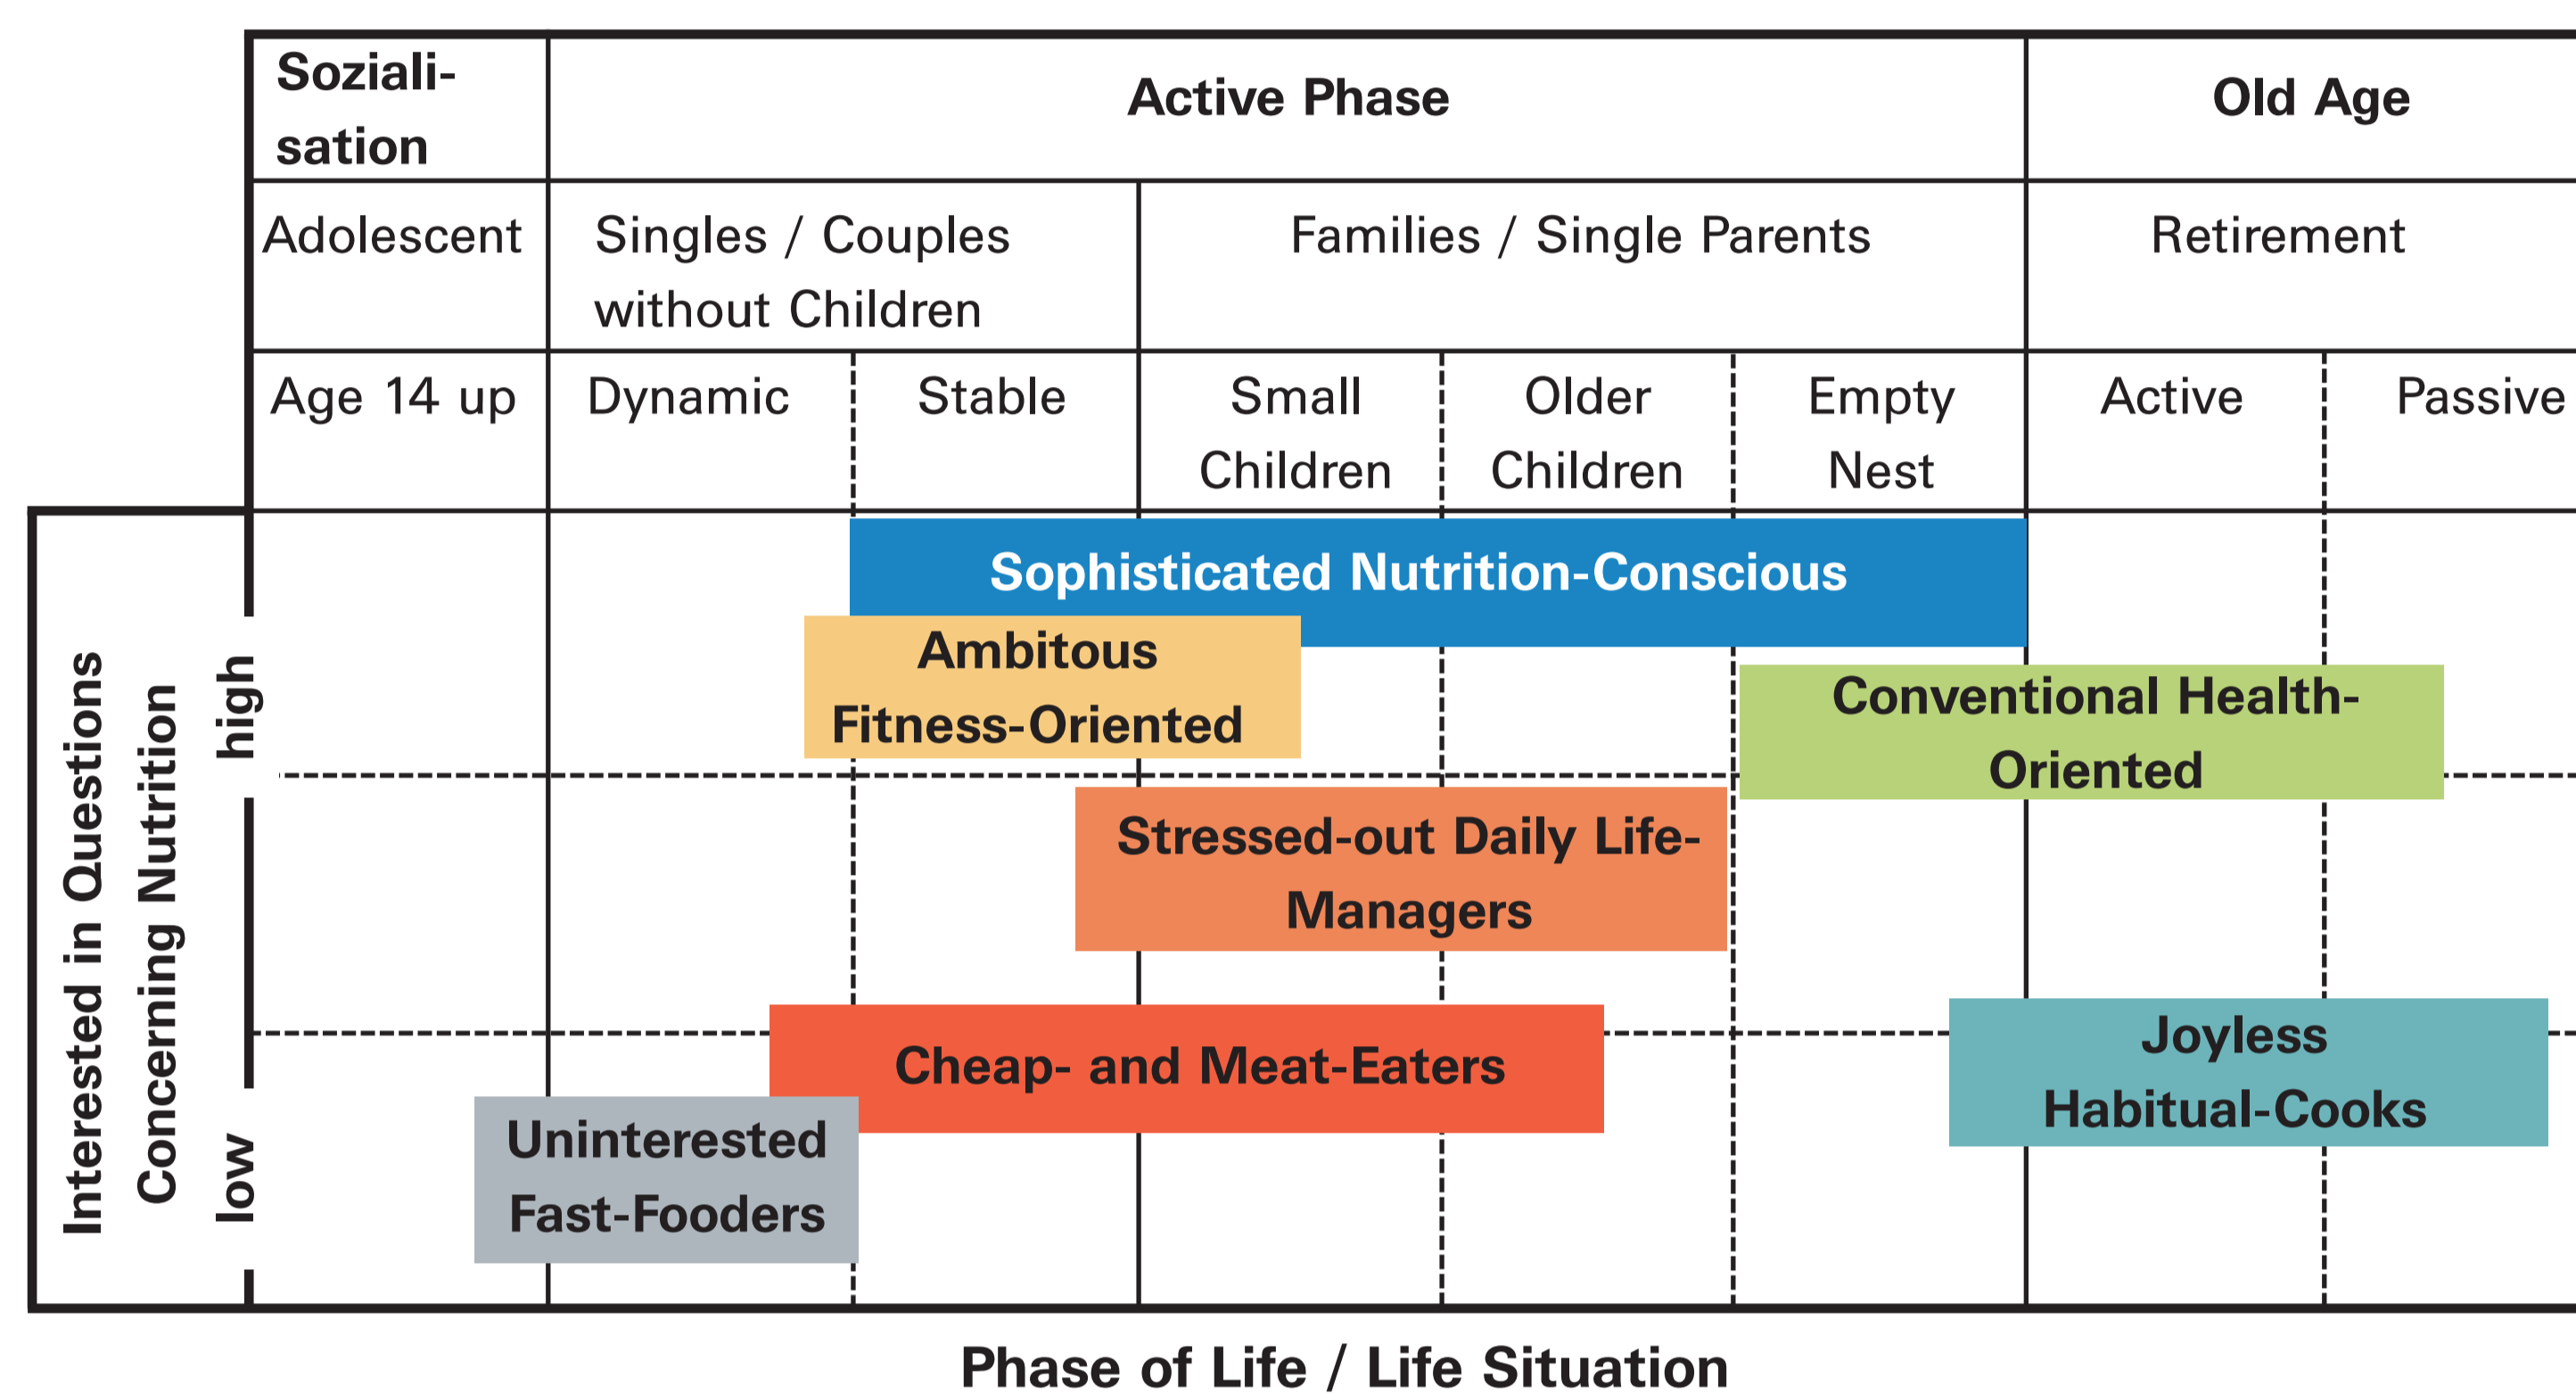 Soziali-
sation
Active Phase
Old Age
Adolescent
Singles / Couples
without Children
Families / Single Parents
Retirement
Age 14 up
Dynamic
Stable
Small
Children
Older
Children
Empty
Nest
Active
Passive
Interested in Questions
Concerning Nutrition
high
low
Sophisticated Nutrition-Conscious
Ambitous
Fitness-Oriented
Conventional Health-
Oriented
Stressed-out Daily Life-
Managers
Cheap- and Meat-Eaters
Joyless
Habitual-Cooks
Uninterested
Fast-Fooders
Phase of Life / Life Situation